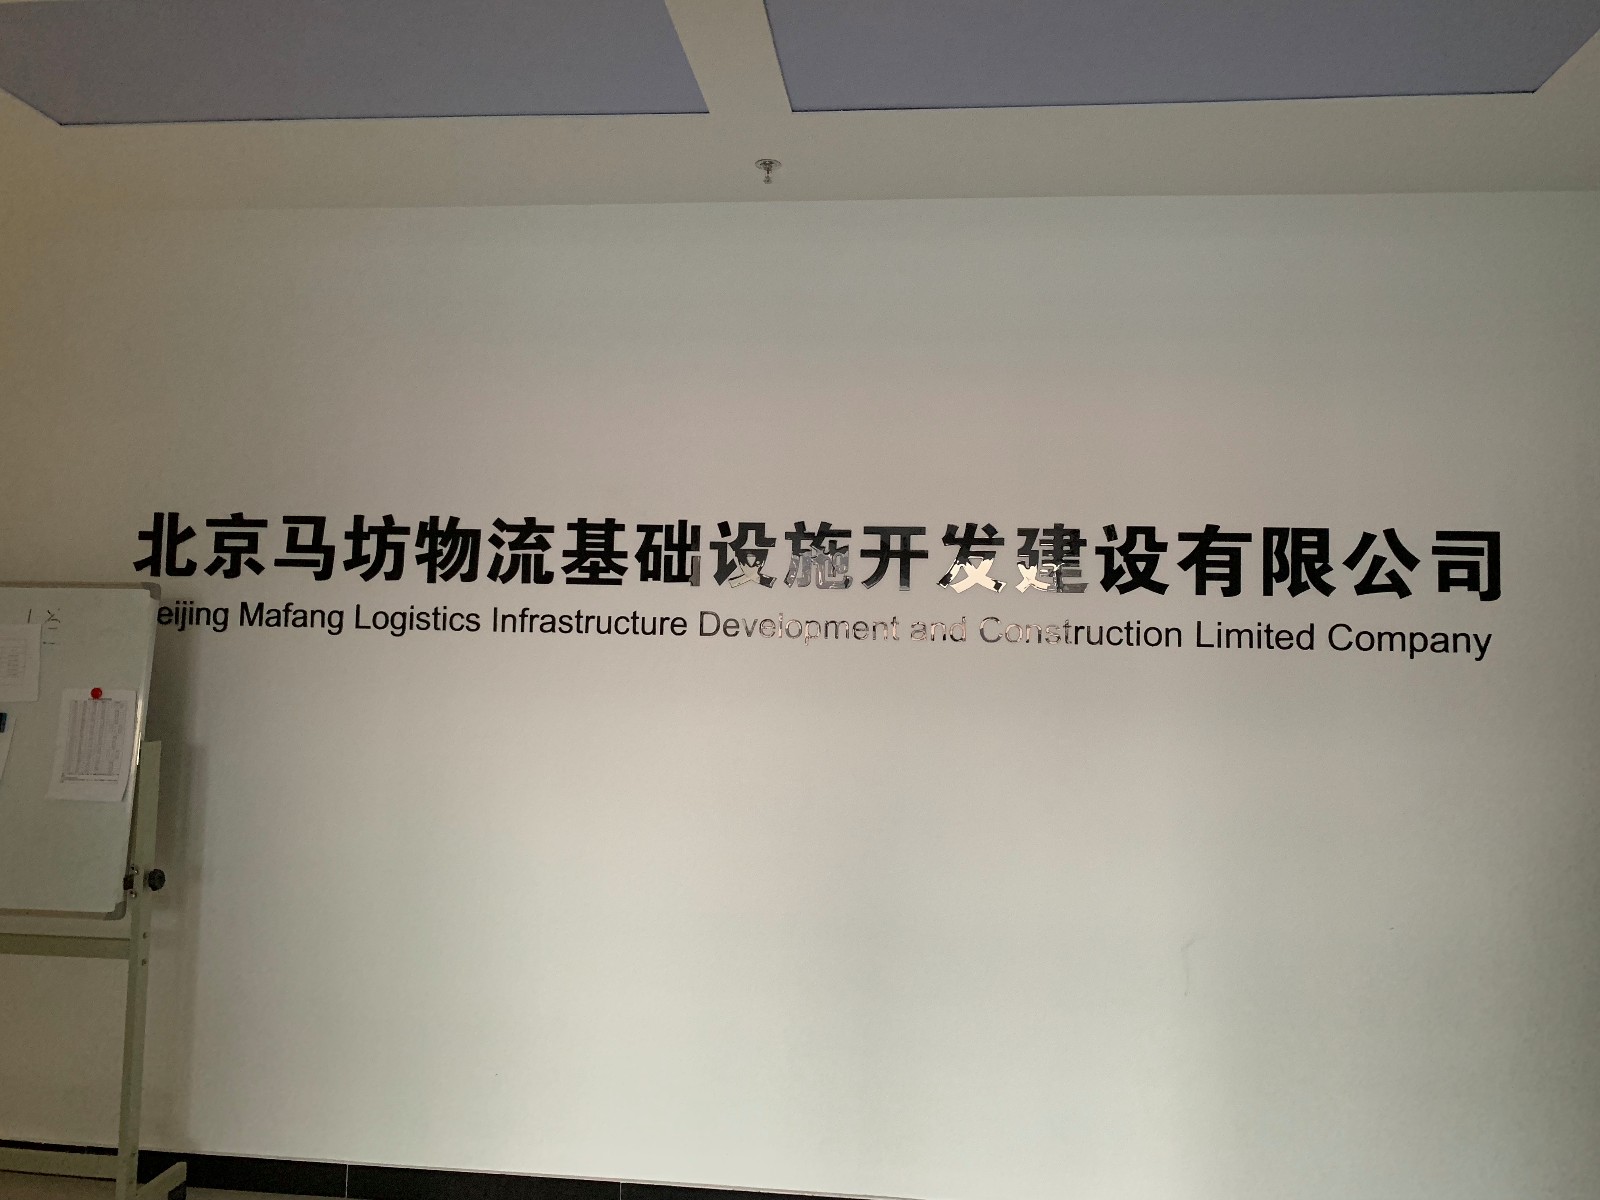 北京马坊物流基础设施开发建设有限公司
eijing Mafang Logistics Infrastructure Development and Construction Limited Company